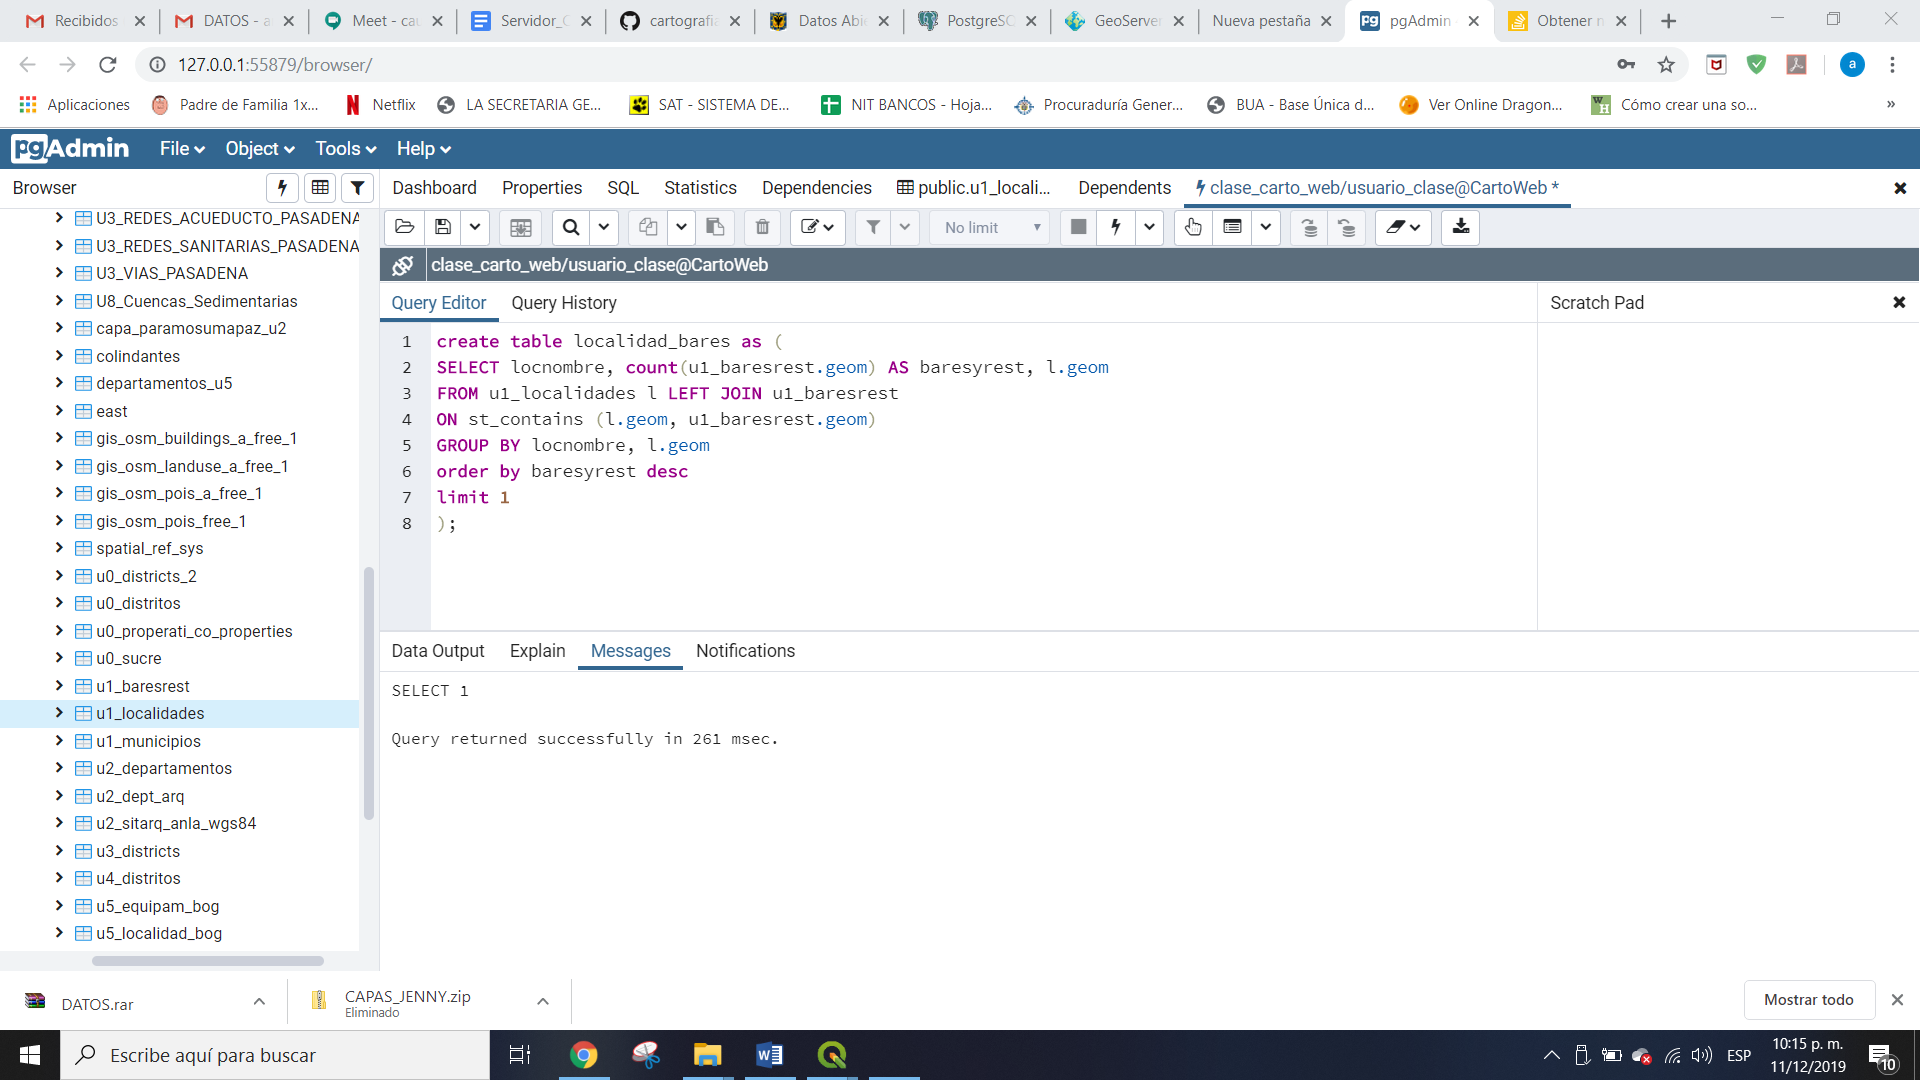 Recibidos
DATOS - a
Meet - cau
Servidor_C
cartografia
Datos Abie
PostgreSQ
GeoServer
Nueva pestaña
pgAdmin
Obtener n
127.0.0.1:55879/browser/
a
Aplicaciones
Padre de Familia 1x...
Netflix
LA SECRETARIA GE...
SAT - SISTEMA DE...
NIT BANCOS - Hoja...
Procuraduría Gener...
BUA - Base Única d...
Ver Online Dragon...
Cómo crear una so...
»
pgAdmin
File
Object
Tools
Help
Browser
Dashboard
Properties
SQL
Statistics
Dependencies
public.u1_locali...
Dependents
clase_carto_web/usuario_clase@CartoWeb *
No limit
clase_carto_web/usuario_clase@CartoWeb
Query Editor
Query History
Scratch Pad
1 create table localidad_bares as (
2 SELECT locnombre, count(u1_baresrest.geom) AS baresyrest, l.geom
3 FROM u1_localidades l LEFT JOIN u1_baresrest
4 ON st_contains (l.geom, u1_baresrest.geom)
5 GROUP BY locnombre, l.geom
6 order by baresyrest desc
7 limit 1
8 );
Data Output
Explain
Messages
Notifications
SELECT 1
Query returned successfully in 261 msec.
U3_REDES_ACUEDUCTO_PASADENA
U3_REDES_SANITARIAS_PASADENA
U3_VIAS_PASADENA
U8_Cuencas_Sedimentarias
capa_paramosumapaz_u2
colindantes
departamentos_u5
east
gis_osm_buildings_a_free_1
gis_osm_landuse_a_free_1
gis_osm_pois_a_free_1
gis_osm_pois_free_1
spatial_ref_sys
u0_districts_2
u0_distritos
u0_properati_co_properties
u0_sucre
u1_baresrest
u1_localidades
u1_municipios
u2_departamentos
u2_dept_arq
u2_sitarq_anla_wgs84
u3_districts
u4_distritos
u5_equipam_bog
u5_localidad_bog
DATOS.rar
CAPAS_JENNY.zip
Eliminado
Mostrar todo
Escribe aquí para buscar
ESP
10:15 p. m.
11/12/2019
10